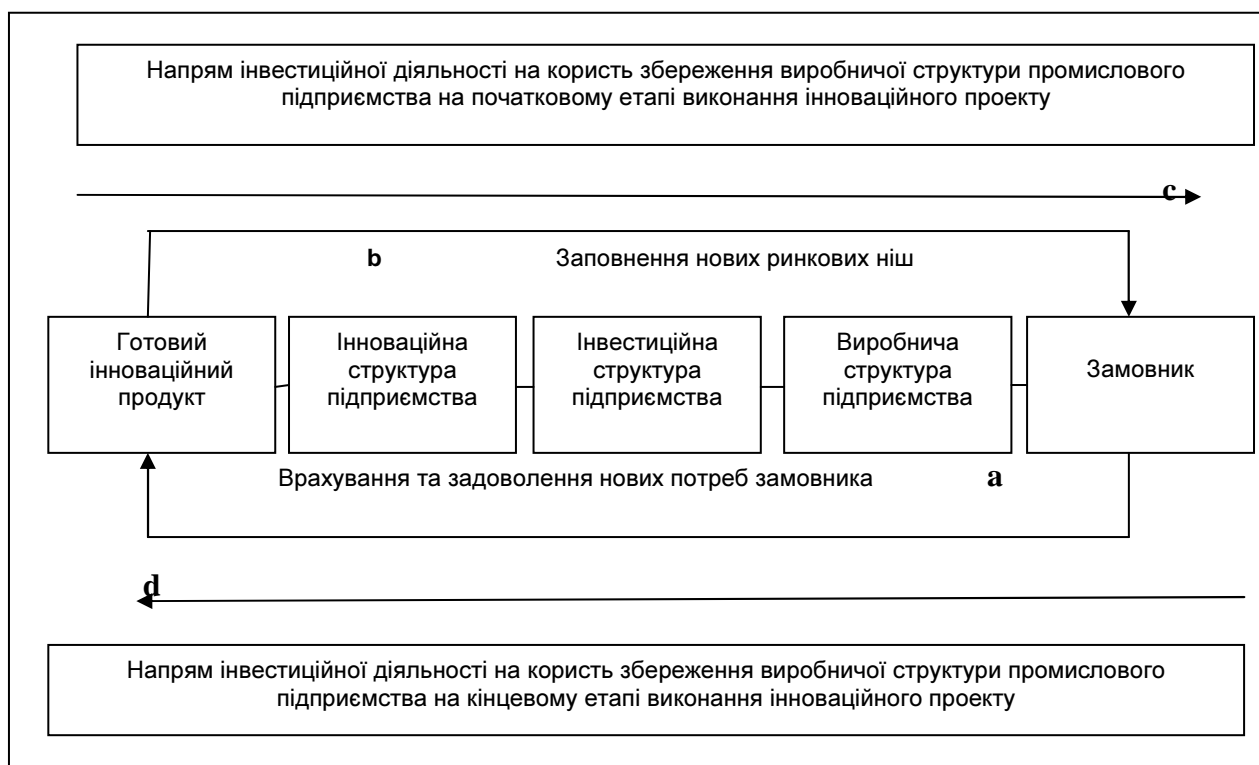 Напрям інвестиційної діяльності на користь збереження виробничої структури промислового
підприємства на початковому етапі виконання інноваційного проекту
c
b Заповнення нових ринкових ніш
Готовий
інноваційний
продукт
Інноваційна
структура
підприємства
Інвестиційна
структура
підприємства
Виробнича
структура
підприємства
Замовник
Врахування та задоволення нових потреб замовника a
d
Напрям інвестиційної діяльності на користь збереження виробничої структури промислового
підприємства на кінцевому етапі виконання інноваційного проекту